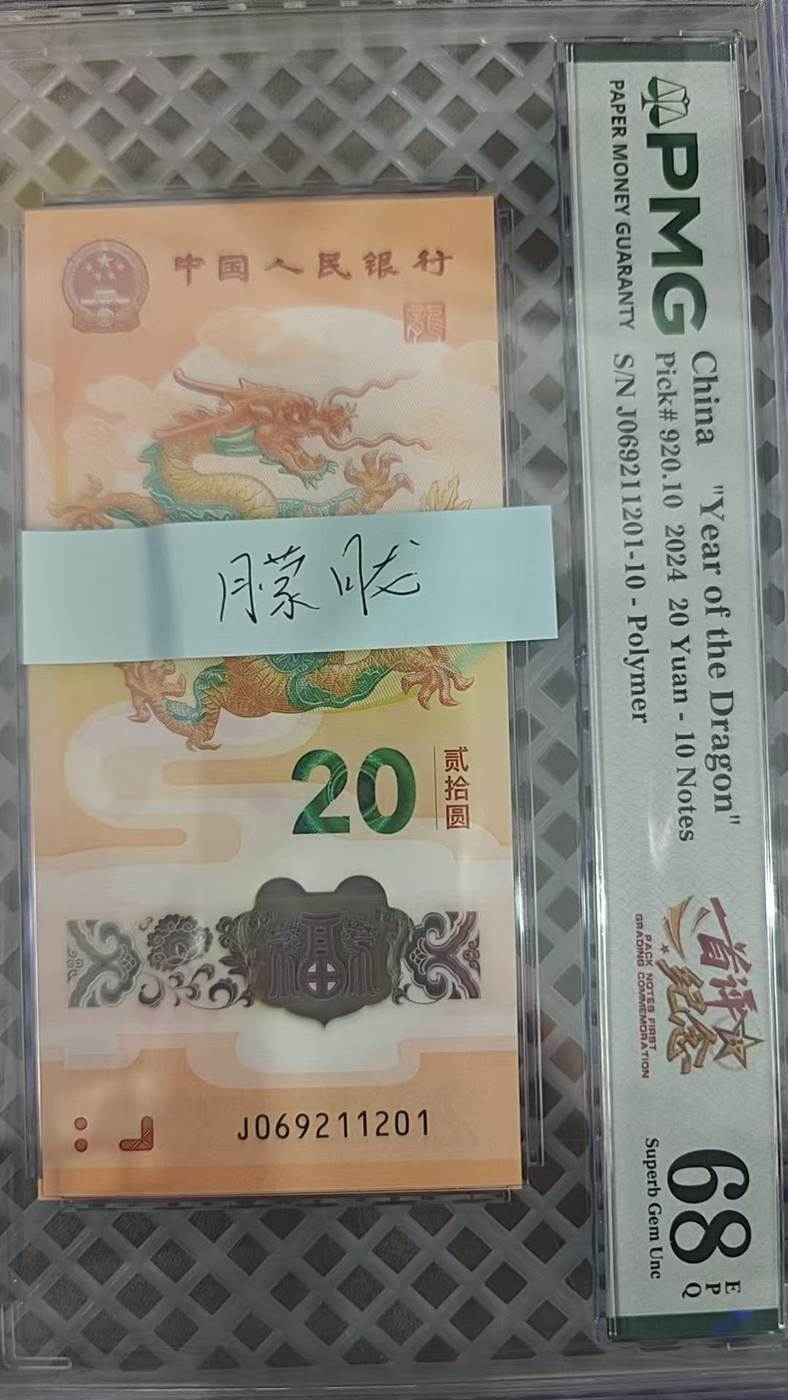 中国人民银行
龍
朦胧
20
贰拾圆
福
J069211201
PMG
PAPER MONEY GUARANTY
China "Year of the Dragon"
Pick# 920.10 2024 20 Yuan - 10 Notes
S/N J069211201-10 - Polymer
首评纪念
PACK NOTES FIRST
GRADING COMMEMORATION
68 EPQ
Superb Gem Unc